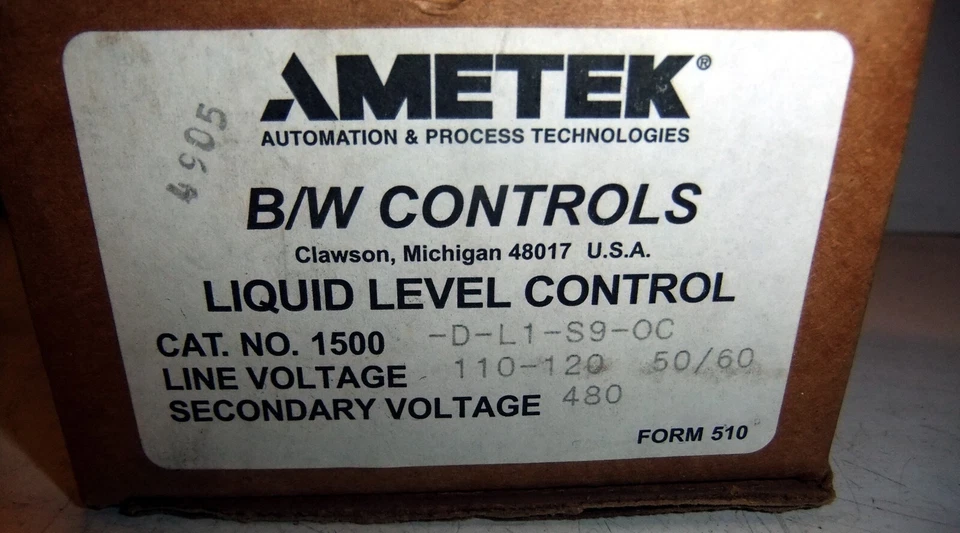 AMETEK®
AUTOMATION & PROCESS TECHNOLOGIES
4905
B/W CONTROLS
Clawson, Michigan 48017 U.S.A.
LIQUID LEVEL CONTROL
CAT. NO. 1500 -D-L1-S9-OC
LINE VOLTAGE 110-120 50/60
SECONDARY VOLTAGE 480
FORM 510